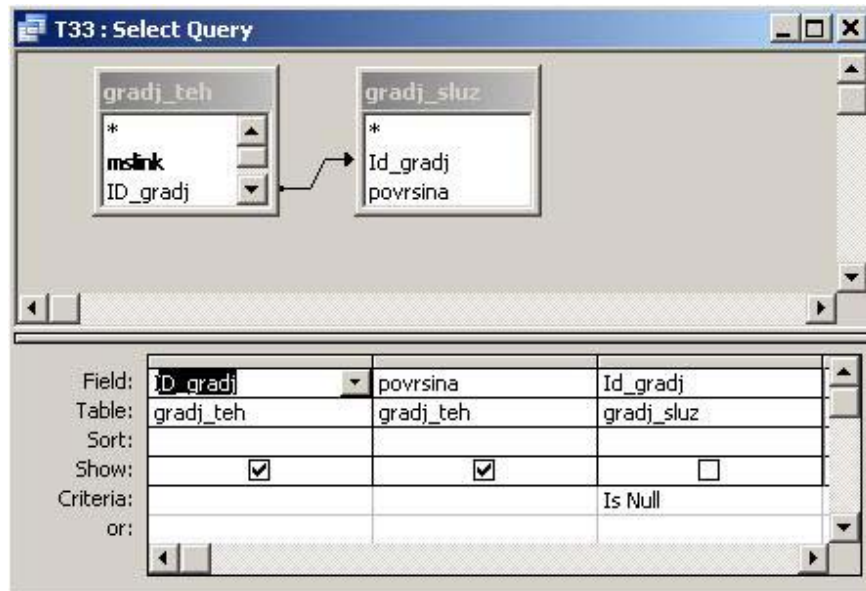 T33 : Select Query
gradj_teh
*
mslink
ID_gradj
gradj_sluz
*
Id_gradj
povrsina
Field: ID_gradj povrsina Id_gradj
Table: gradj_teh gradj_teh gradj_sluz
Sort:
Show:
Criteria: Is Null
or: